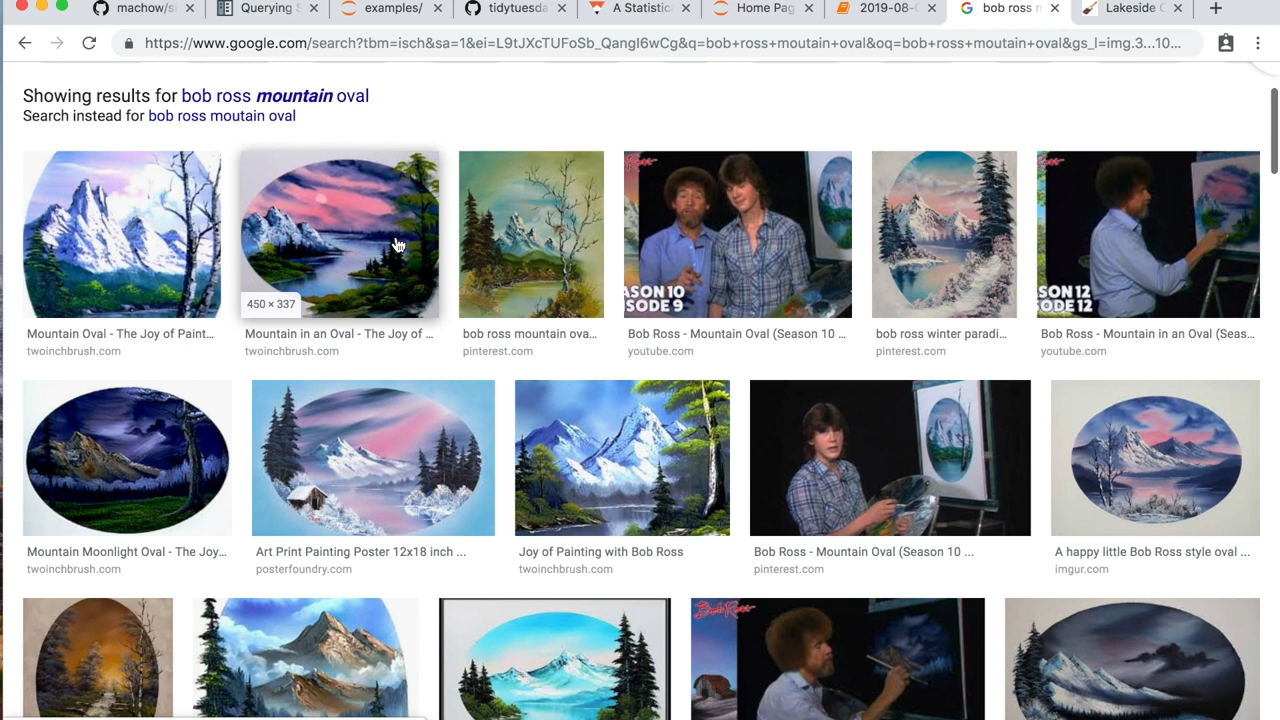 machow/si
Querying S
examples/
tidytuesda
A Statistica
Home Pag
2019-08-
bob ross m
Lakeside C
https://www.google.com/search?tbm=isch&sa=1&ei=L9tJXcTUFoSb_QangI6wCg&q=bob+ross+moutain+oval&oq=bob+ross+moutain+oval&gs_l=img.3...10...
Showing results for bob ross mountain oval
Search instead for bob ross moutain oval
Ross
ASON 10
SODE 9
Ross
SON 12
SODE 12
450 × 337
Mountain Oval - The Joy of Paint...
twoinchbrush.com
Mountain in an Oval - The Joy of ...
twoinchbrush.com
bob ross mountain ova...
pinterest.com
Bob Ross - Mountain Oval (Season 10 ...
youtube.com
bob ross winter paradi...
pinterest.com
Bob Ross - Mountain in an Oval (Seas...
youtube.com
Mountain Moonlight Oval - The Joy...
twoinchbrush.com
Art Print Painting Poster 12x18 inch ...
posterfoundry.com
Joy of Painting with Bob Ross
twoinchbrush.com
Bob Ross - Mountain Oval (Season 10 ...
pinterest.com
A happy little Bob Ross style oval ...
imgur.com
Bob Ross